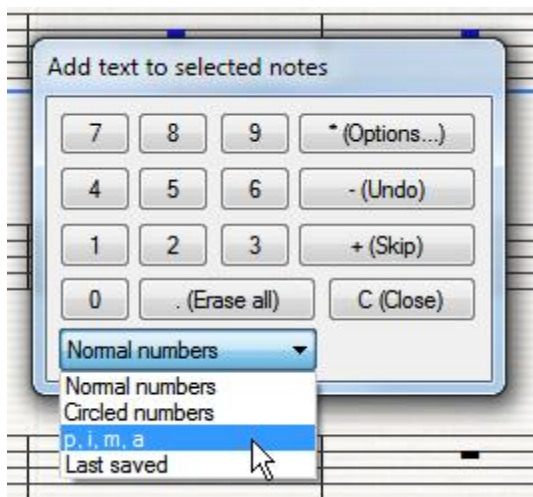 Add text to selected notes
7 8 9 * (Options...)
4 5 6 - (Undo)
1 2 3 + (Skip)
0 . (Erase all) C (Close)
Normal numbers
Normal numbers
Circled numbers
p, i, m, a
Last saved